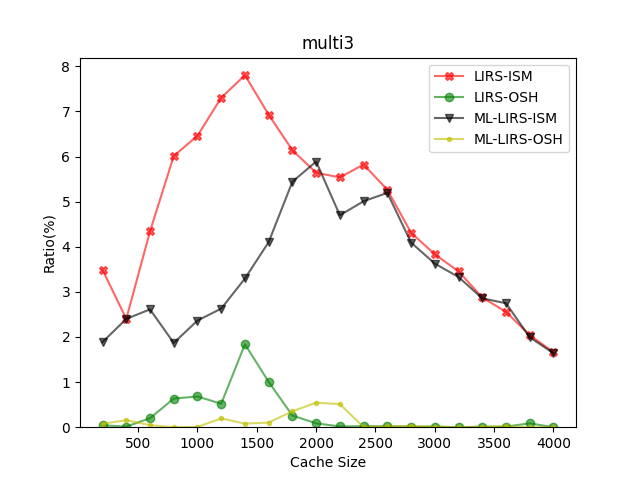 multi3
Ratio(%)
8
7
6
5
4
3
2
1
0
500 1000 1500 2000 2500 3000 3500 4000
Cache Size
LIRS-ISM
LIRS-OSH
ML-LIRS-ISM
ML-LIRS-OSH